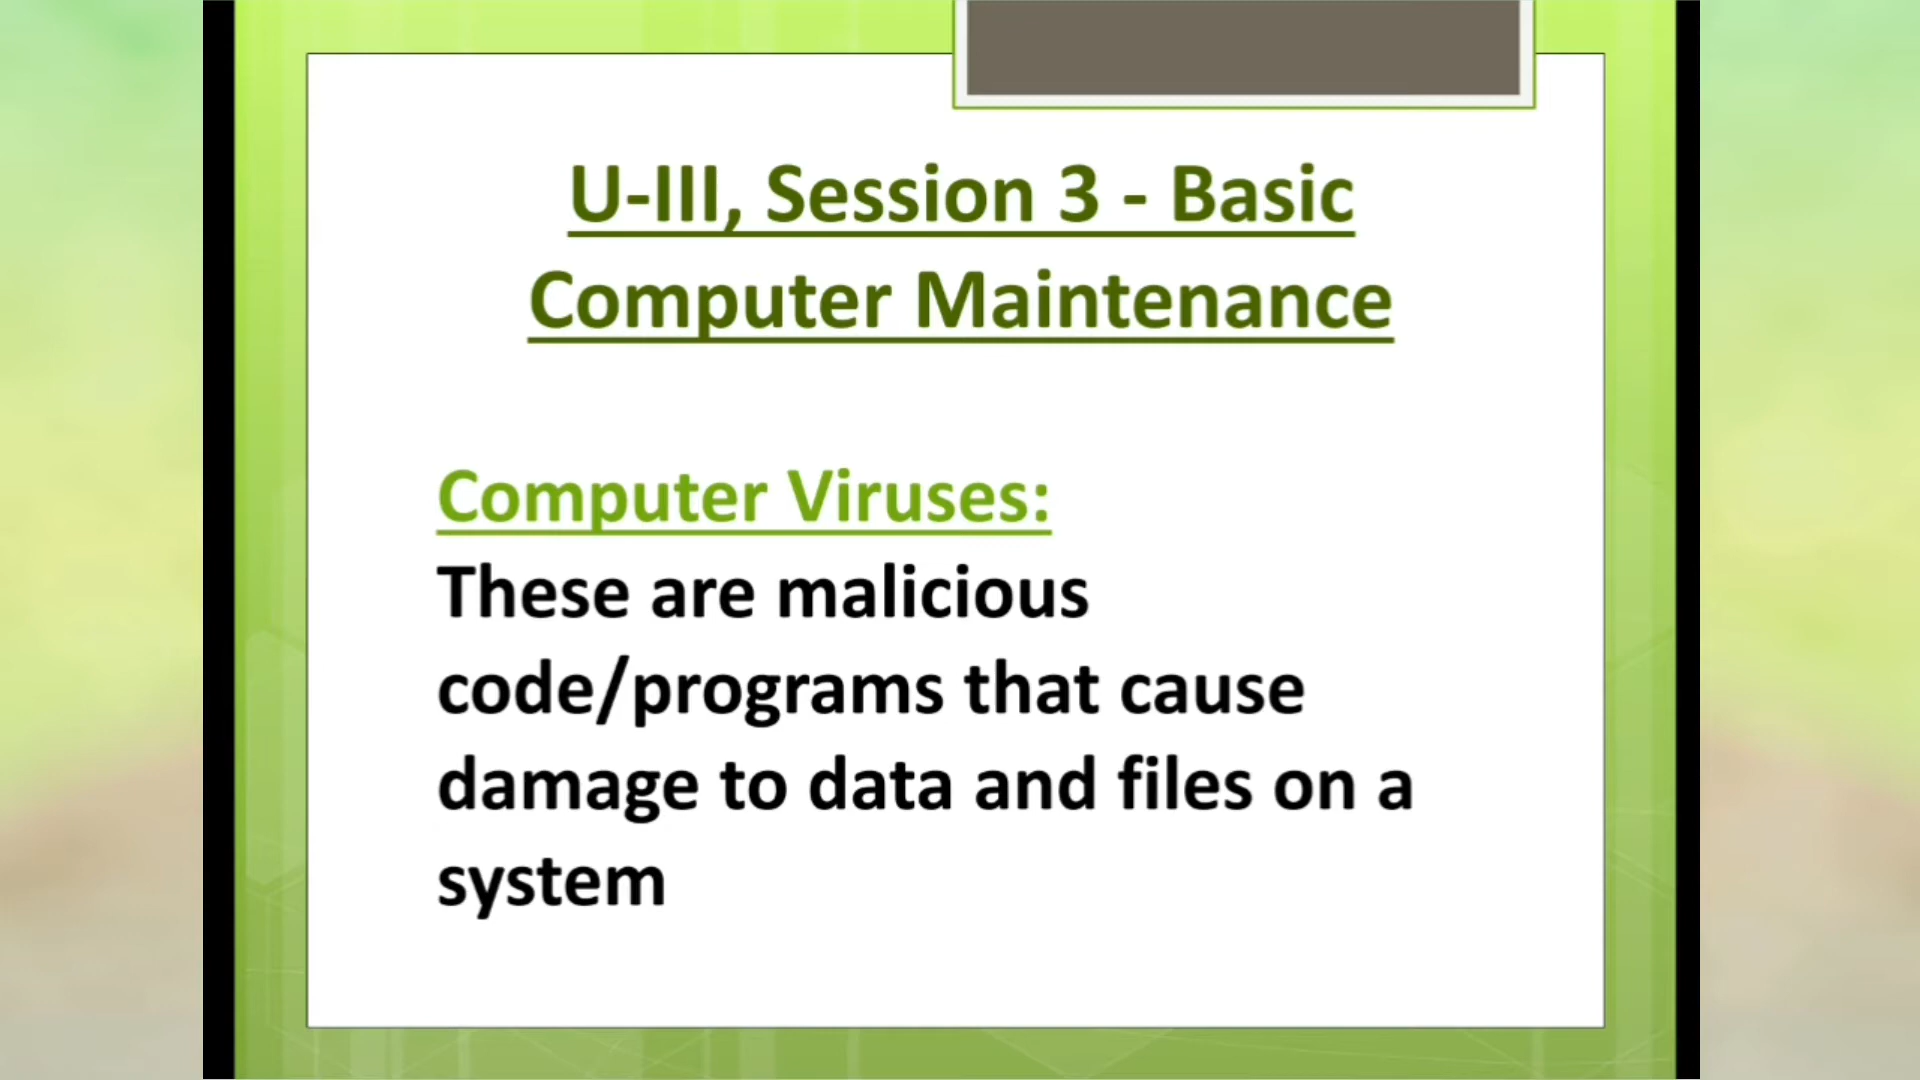 U-III, Session 3 - Basic
Computer Maintenance
Computer Viruses:
These are malicious
code/programs that cause
damage to data and files on a
system